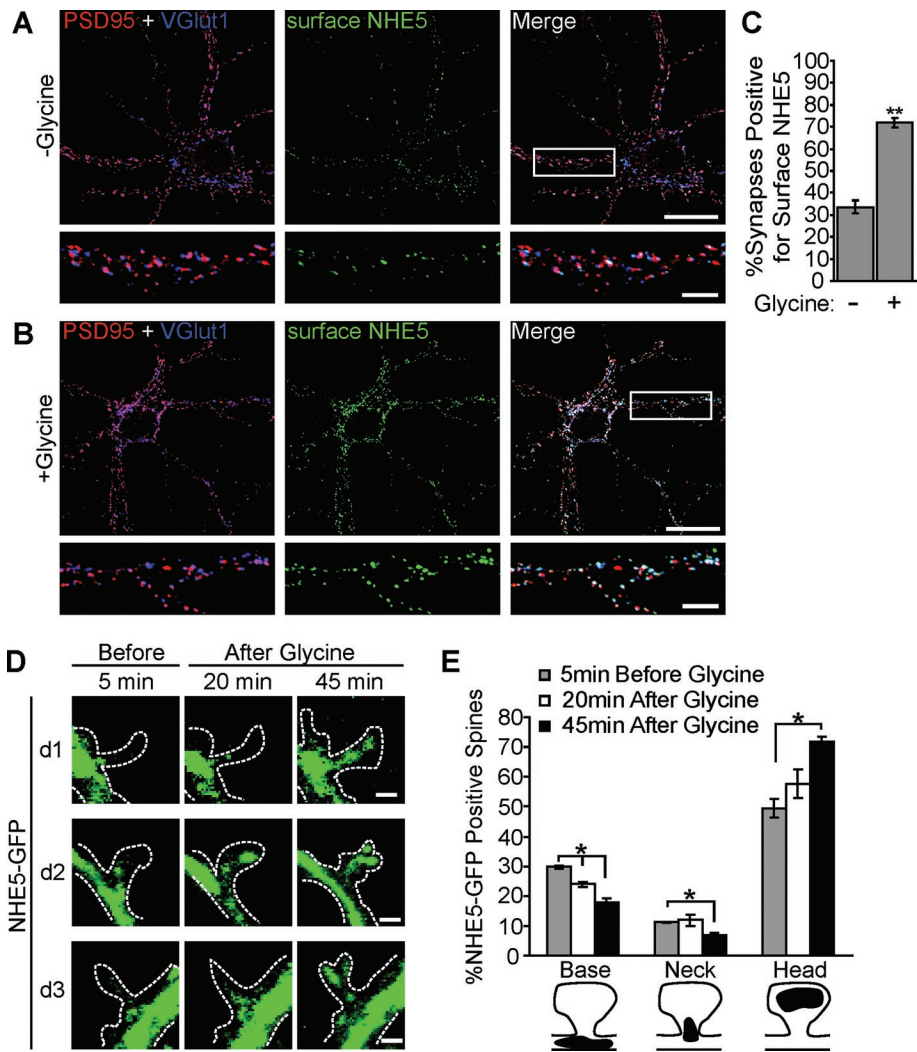 A
PSD95 + VGlut1
surface NHE5
Merge
-Glycine
B
PSD95 + VGlut1
surface NHE5
Merge
+Glycine
C
%Synapses Positive
for Surface NHE5
100
90
80
70
60
50
40
30
20
10
0
**
Glycine: - +
D
Before
After Glycine
5 min
20 min
45 min
NHE5-GFP
d1
d2
d3
E
5min Before Glycine
20min After Glycine
45min After Glycine
%NHE5-GFP Positive Spines
80
70
60
50
40
30
20
10
0
*
*
*
Base
Neck
Head